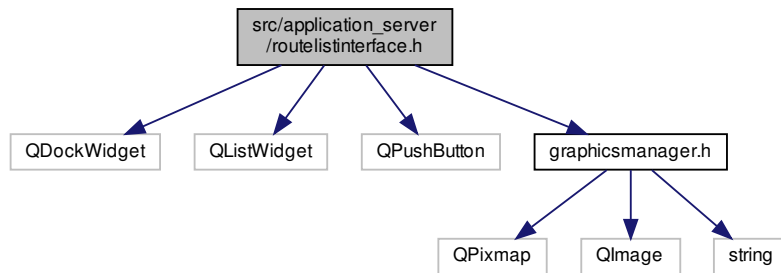 src/application_server
/routelistinterface.h
QDockWidget
QListWidget
QPushButton
graphicsmanager.h
QPixmap
QImage
string